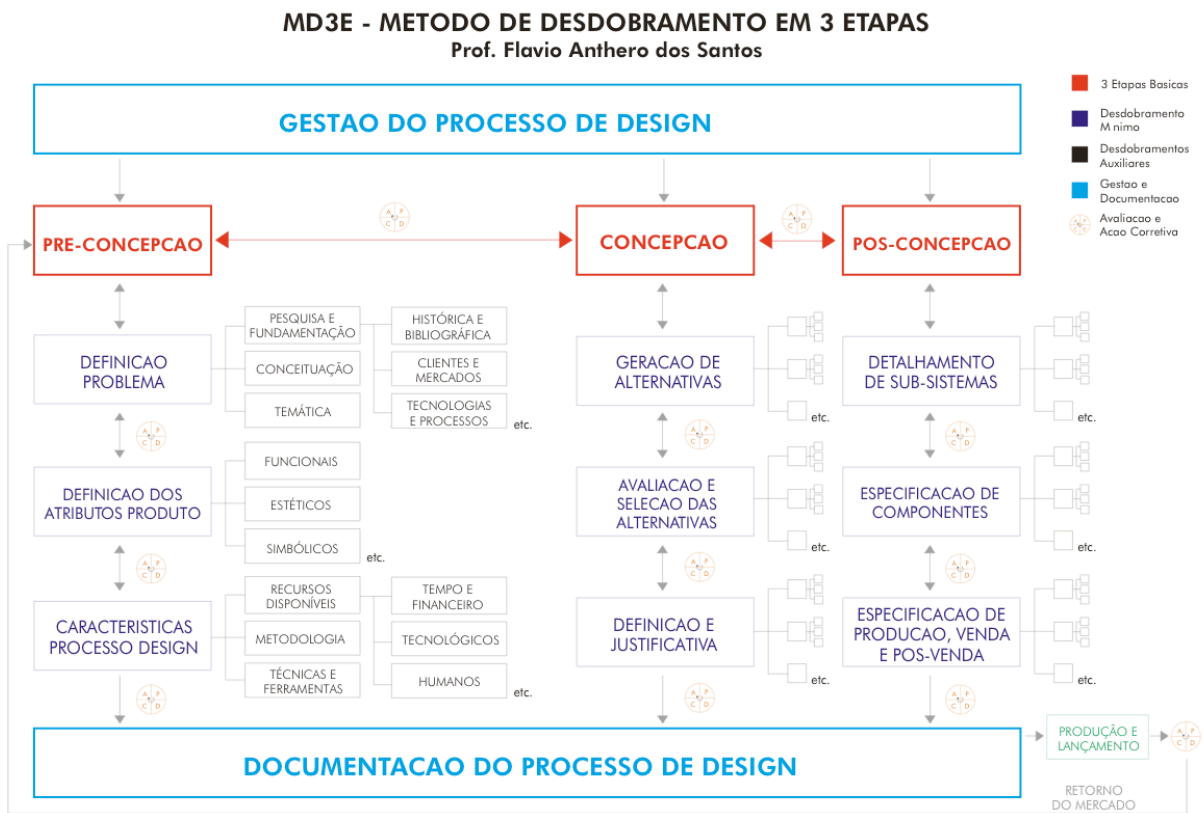 MD3E - METODO DE DESDOBRAMENTO EM 3 ETAPAS
Prof. Flavio Anthero dos Santos
GESTAO DO PROCESSO DE DESIGN
3 Etapas Basicas
Desdobramento
M nimo
Desdobramentos
Auxiliares
Gestao e
Documentacao
A P
C D
Avaliacao e
Acao Corretiva
PRE-CONCEPCAO
A P
C D
CONCEPCAO
A P
C D
POS-CONCEPCAO
DEFINICAO
PROBLEMA
PESQUISA E
FUNDAMENTAÇÃO
CONCEITUAÇÃO
TEMÁTICA
HISTÓRICA E
BIBLIOGRÁFICA
CLIENTES E
MERCADOS
TECNOLOGIAS
E PROCESSOS
etc.
GERACAO DE
ALTERNATIVAS
etc.
DETALHAMENTO
DE SUB-SISTEMAS
etc.
A P
C D
A P
C D
A P
C D
DEFINICAO DOS
ATRIBUTOS PRODUTO
FUNCIONAIS
ESTÉTICOS
SIMBÓLICOS
etc.
AVALIACAO E
SELECAO DAS
ALTERNATIVAS
etc.
ESPECIFICACAO DE
COMPONENTES
etc.
A P
C D
A P
C D
A P
C D
CARACTERISTICAS
PROCESSO DESIGN
RECURSOS
DISPONÍVEIS
METODOLOGIA
TÉCNICAS E
FERRAMENTAS
TEMPO E
FINANCEIRO
TECNOLÓGICOS
HUMANOS
etc.
DEFINICAO E
JUSTIFICATIVA
etc.
ESPECIFICACAO DE
PRODUCAO, VENDA
E POS-VENDA
etc.
A P
C D
A P
C D
A P
C D
DOCUMENTACAO DO PROCESSO DE DESIGN
PRODUÇÃO E
LANÇAMENTO
A P
C D
RETORNO
DO MERCADO